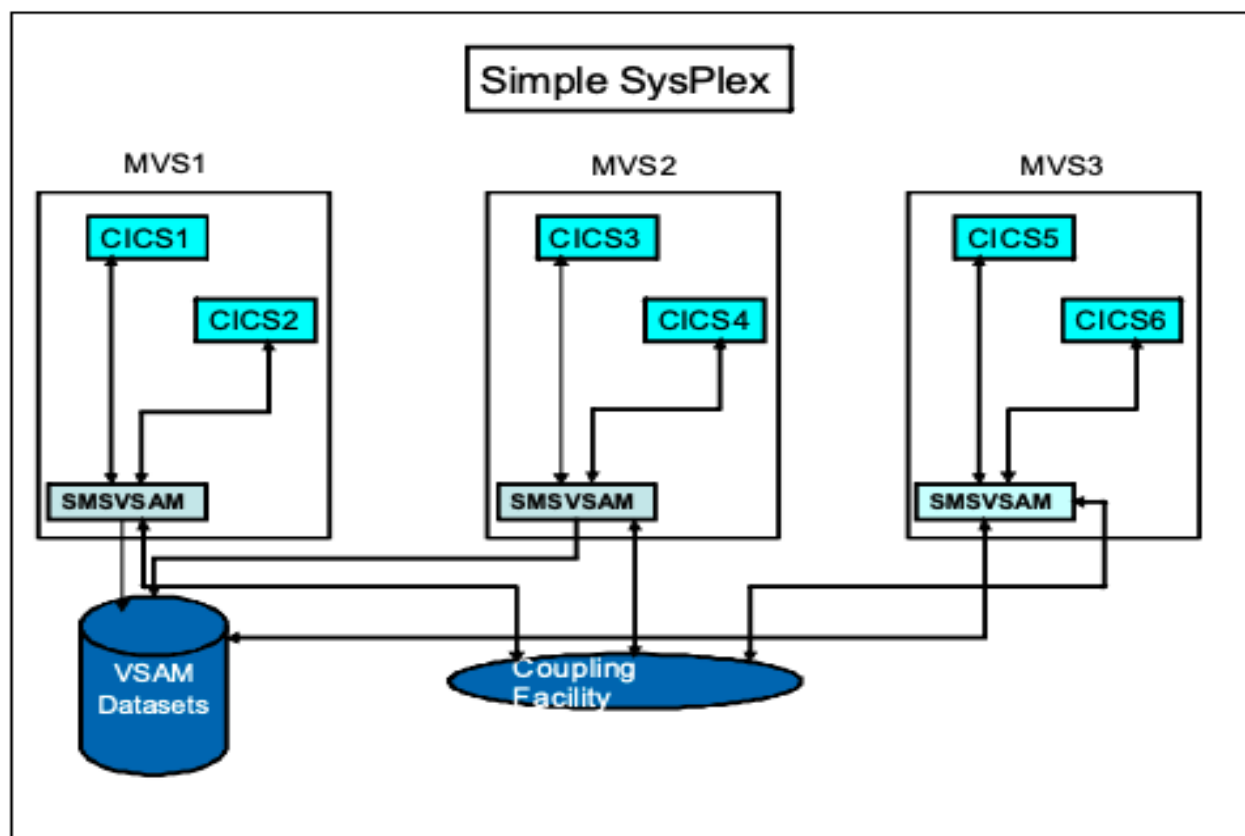 Simple SysPlex
MVS1
MVS2
MVS3
CICS1
CICS3
CICS5
CICS2
CICS4
CICS6
SMSVSAM
SMSVSAM
SMSVSAM
VSAM
Datasets
Coupling
Facility